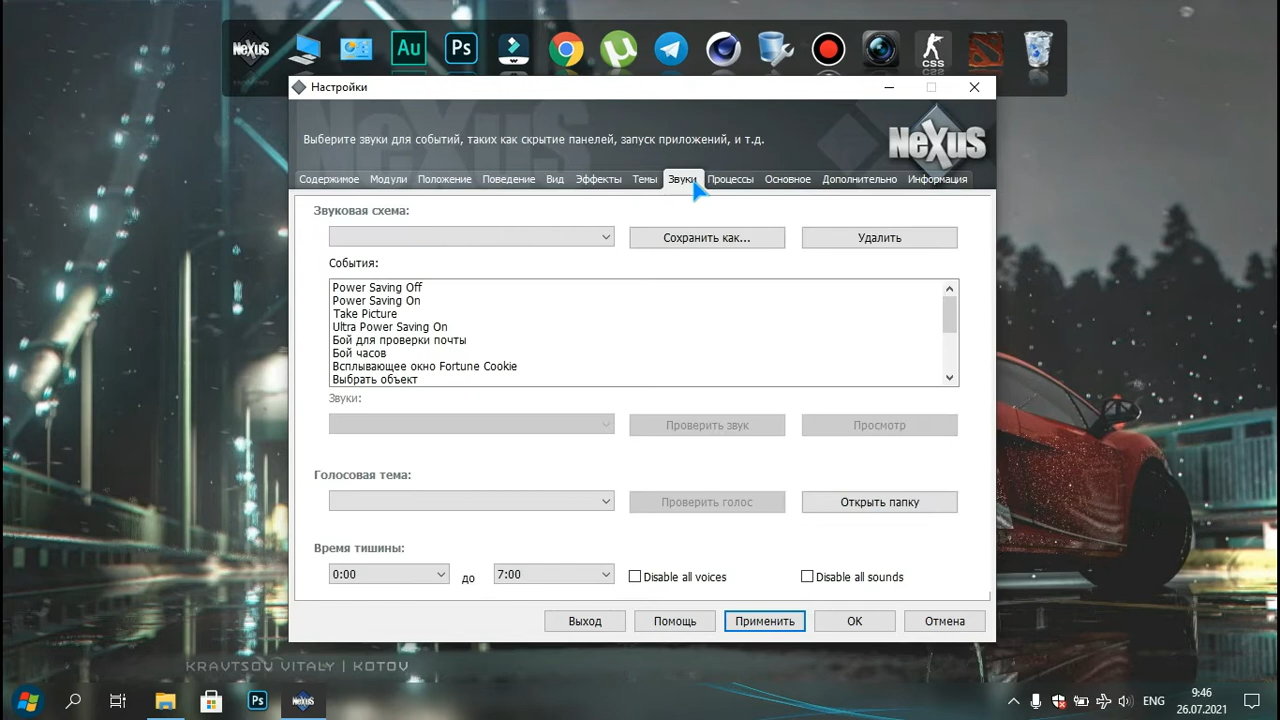 NeXuS
Au
Ps
CSS
Настройки
Выберите звуки для событий, таких как скрытие панелей, запуск приложений, и т.д.
NeXuS
Содержимое Модули Положение Поведение Вид Эффекты Темы Звуки Процессы Основное Дополнительно Информация
Звуковая схема:
Сохранить как...
Удалить
События:
Power Saving Off
Power Saving On
Take Picture
Ultra Power Saving On
Бой для проверки почты
Бой часов
Всплывающее окно Fortune Cookie
Выбрать объект
Звуки:
Проверить звук
Просмотр
Голосовая тема:
Проверить голос
Открыть папку
Время тишины:
0:00 до 7:00
Disable all voices
Disable all sounds
Выход
Помощь
Применить
OK
Отмена
KRAVTSOV VITALY | KOTOV
Ps
NeXuS
ENG
9:46
26.07.2021